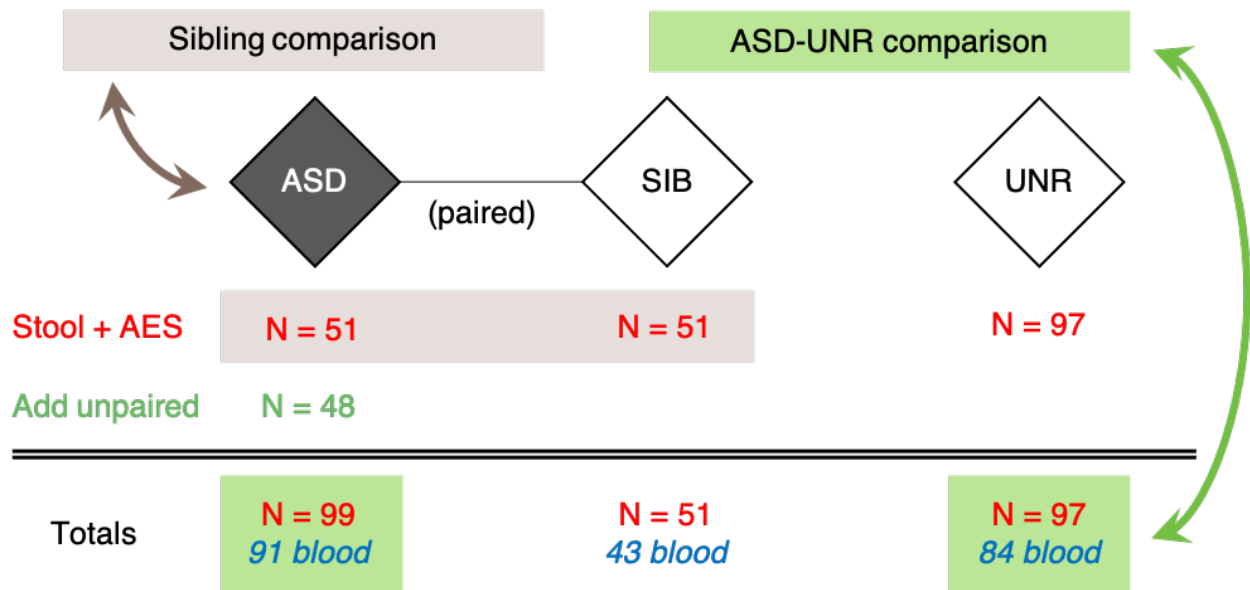 Sibling comparison ASD-UNR comparison
ASD SIB UNR
(paired)
Stool + AES N = 51 N = 51 N = 97
Add unpaired N = 48
N = 99 N = 51 N = 97
Totals
91 blood 43 blood 84 blood